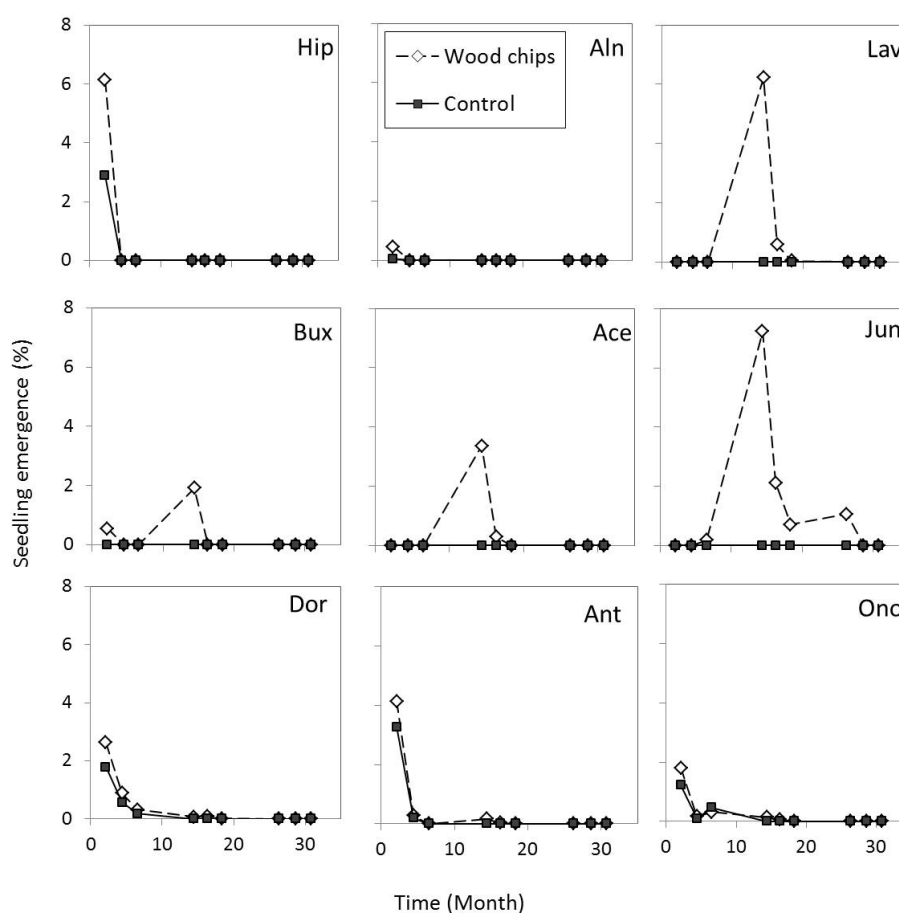 8
6
4
2
0
Hip
Wood chips
Control
Aln
Lav
Seedling emergence (%)
8
6
4
2
0
Bux
Ace
Jun
8
6
4
2
0
Dor
Ant
Ono
0 10 20 30
0 10 20 30
0 10 20 30
Time (Month)